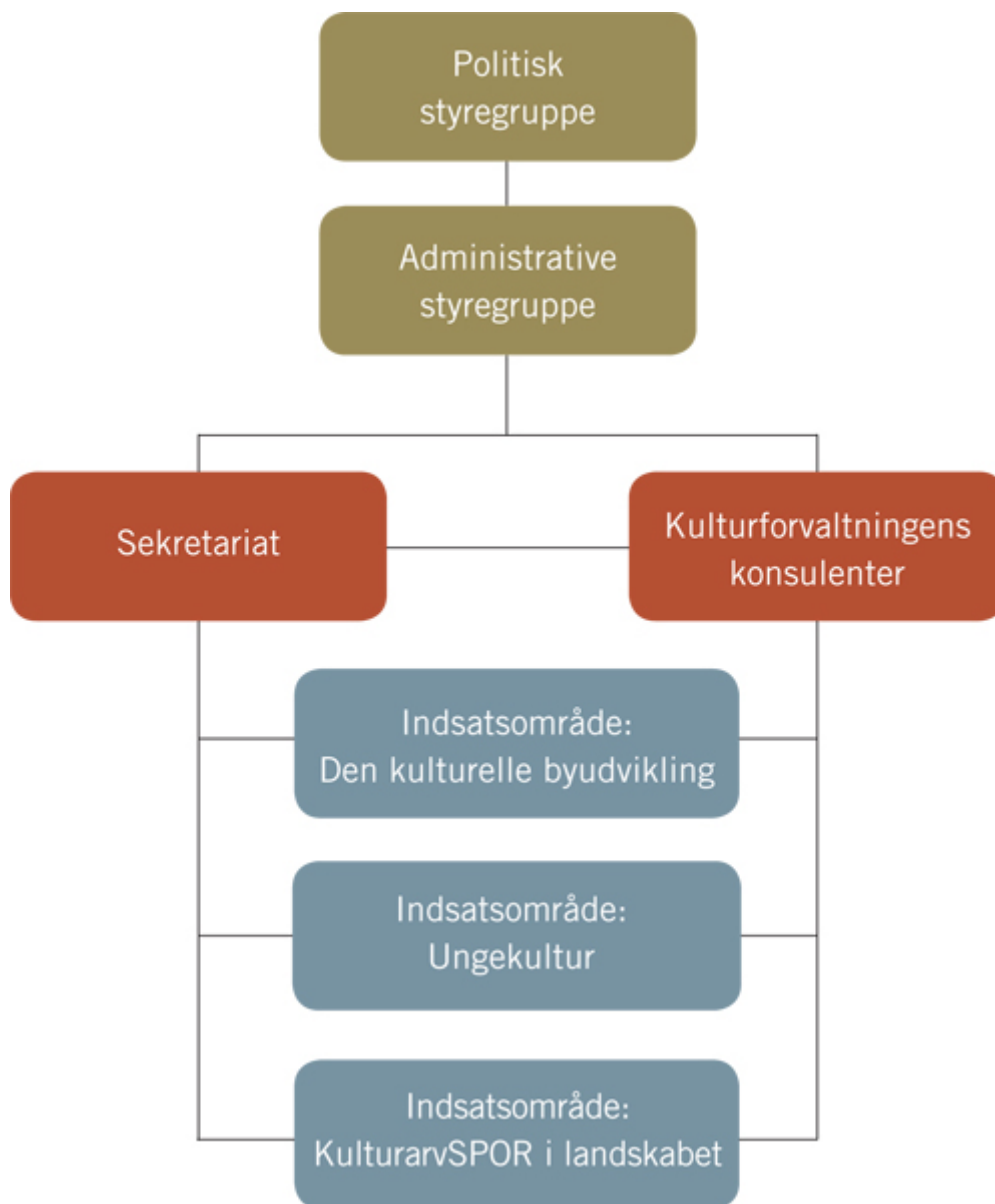 Politisk
styregruppe
Administrative
styregruppe
Sekretariat
Kulturforvaltningens
konsulenter
Indsatsområde:
Den kulturelle byudvikling
Indsatsområde:
Ungekultur
Indsatsområde:
KulturarvSPOR i landskabet